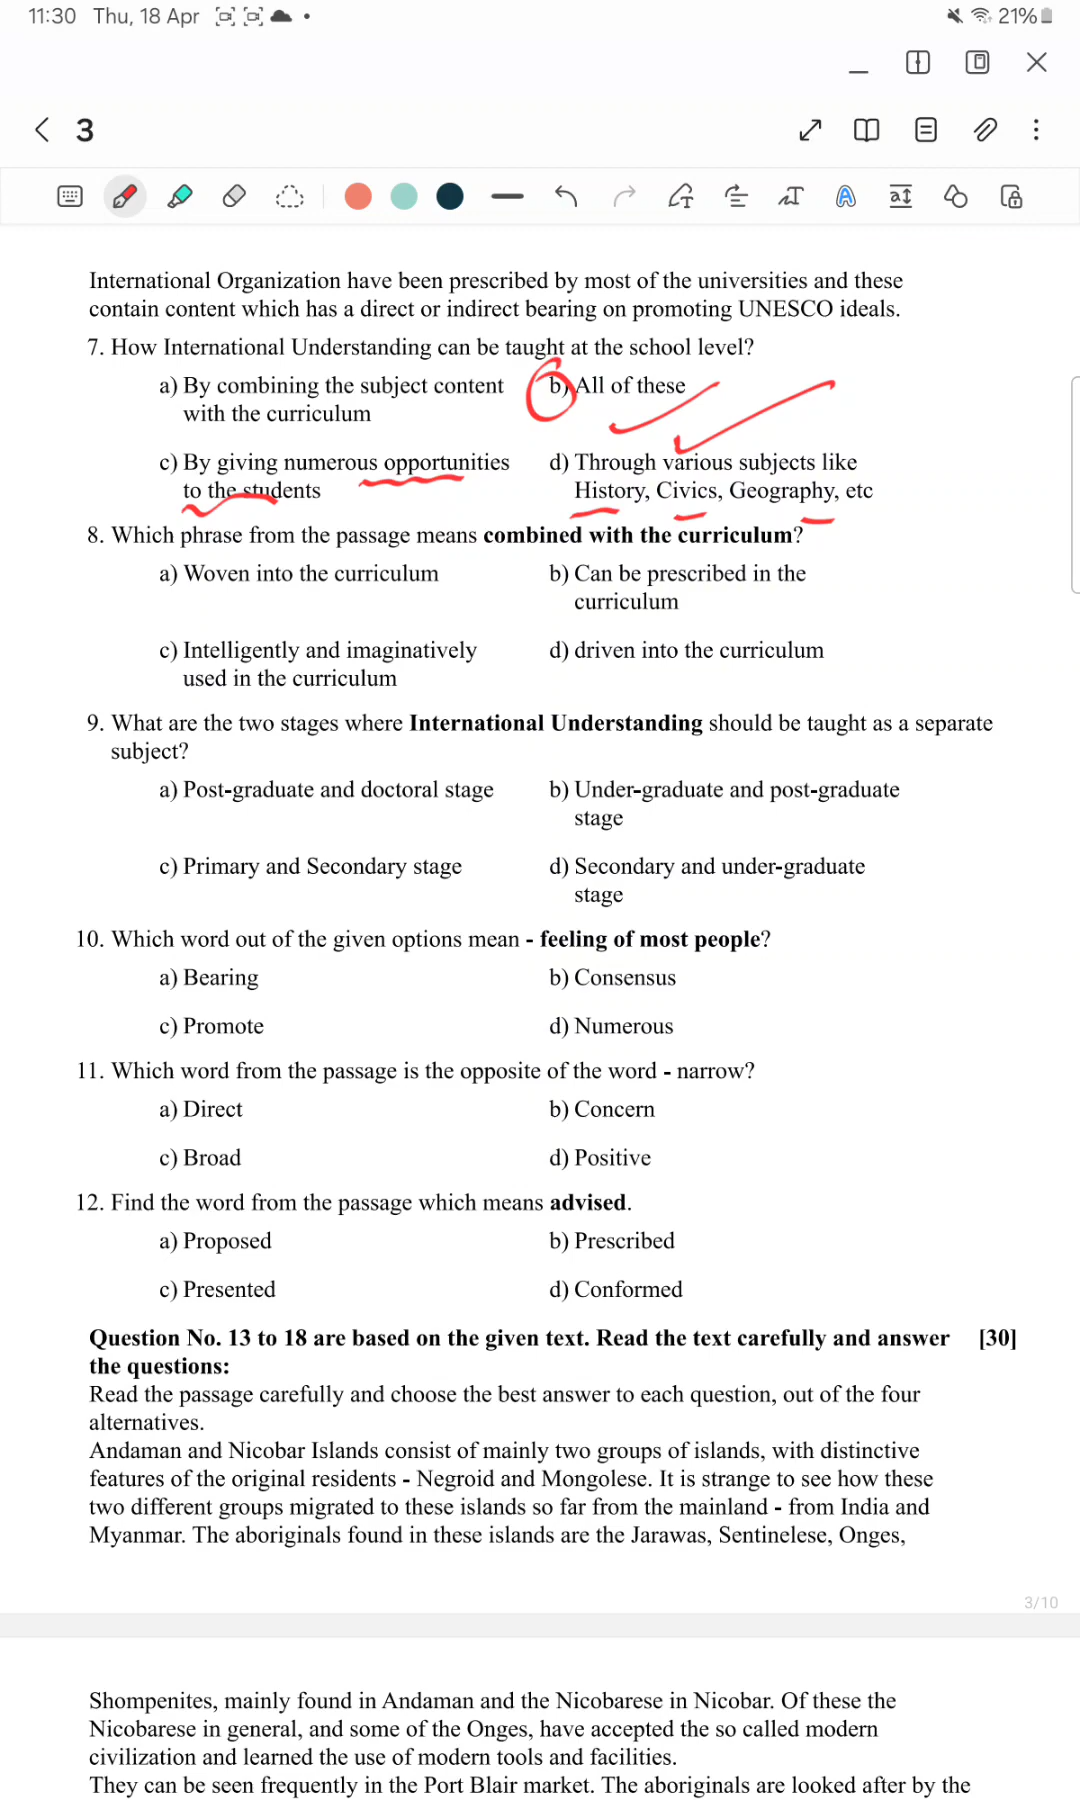 11:30 Thu, 18 Apr
21%
3
International Organization have been prescribed by most of the universities and these
contain content which has a direct or indirect bearing on promoting UNESCO ideals.
7. How International Understanding can be taught at the school level?
a) By combining the subject content
with the curriculum
b) All of these
c) By giving numerous opportunities
to the students
d) Through various subjects like
History, Civics, Geography, etc
8. Which phrase from the passage means combined with the curriculum?
a) Woven into the curriculum
b) Can be prescribed in the
curriculum
c) Intelligently and imaginatively
used in the curriculum
d) driven into the curriculum
9. What are the two stages where International Understanding should be taught as a separate
subject?
a) Post-graduate and doctoral stage
b) Under-graduate and post-graduate
stage
c) Primary and Secondary stage
d) Secondary and under-graduate
stage
10. Which word out of the given options mean - feeling of most people?
a) Bearing
b) Consensus
c) Promote
d) Numerous
11. Which word from the passage is the opposite of the word - narrow?
a) Direct
b) Concern
c) Broad
d) Positive
12. Find the word from the passage which means advised.
a) Proposed
b) Prescribed
c) Presented
d) Conformed
Question No. 13 to 18 are based on the given text. Read the text carefully and answer [30]
the questions:
Read the passage carefully and choose the best answer to each question, out of the four
alternatives.
Andaman and Nicobar Islands consist of mainly two groups of islands, with distinctive
features of the original residents - Negroid and Mongolese. It is strange to see how these
two different groups migrated to these islands so far from the mainland - from India and
Myanmar. The aboriginals found in these islands are the Jarawas, Sentinelese, Onges,
3/10
Shompenites, mainly found in Andaman and the Nicobarese in Nicobar. Of these the
Nicobarese in general, and some of the Onges, have accepted the so called modern
civilization and learned the use of modern tools and facilities.
They can be seen frequently in the Port Blair market. The aboriginals are looked after by the